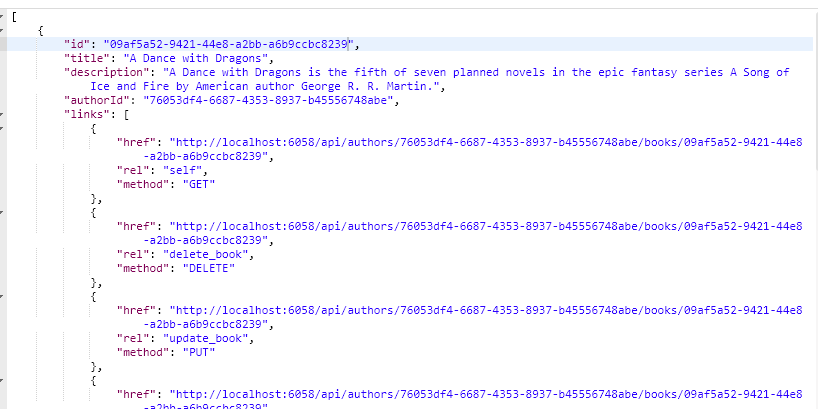 [
{
"id": "09af5a52-9421-44e8-a2bb-a6b9ccbc8239",
"title": "A Dance with Dragons",
"description": "A Dance with Dragons is the fifth of seven planned novels in the epic fantasy series A Song of
Ice and Fire by American author George R. R. Martin.",
"authorId": "76053df4-6687-4353-8937-b45556748abe",
"links": [
{
"href": "http://localhost:6058/api/authors/76053df4-6687-4353-8937-b45556748abe/books/09af5a52-9421-44e8
-a2bb-a6b9ccbc8239",
"rel": "self",
"method": "GET"
},
{
"href": "http://localhost:6058/api/authors/76053df4-6687-4353-8937-b45556748abe/books/09af5a52-9421-44e8
-a2bb-a6b9ccbc8239",
"rel": "delete_book",
"method": "DELETE"
},
{
"href": "http://localhost:6058/api/authors/76053df4-6687-4353-8937-b45556748abe/books/09af5a52-9421-44e8
-a2bb-a6b9ccbc8239",
"rel": "update_book",
"method": "PUT"
},
{
"href": "http://localhost:6058/api/authors/76053df4-6687-4353-8937-b45556748abe/books/09af5a52-9421-44e8
-a2bb-a6b9ccbc8239",